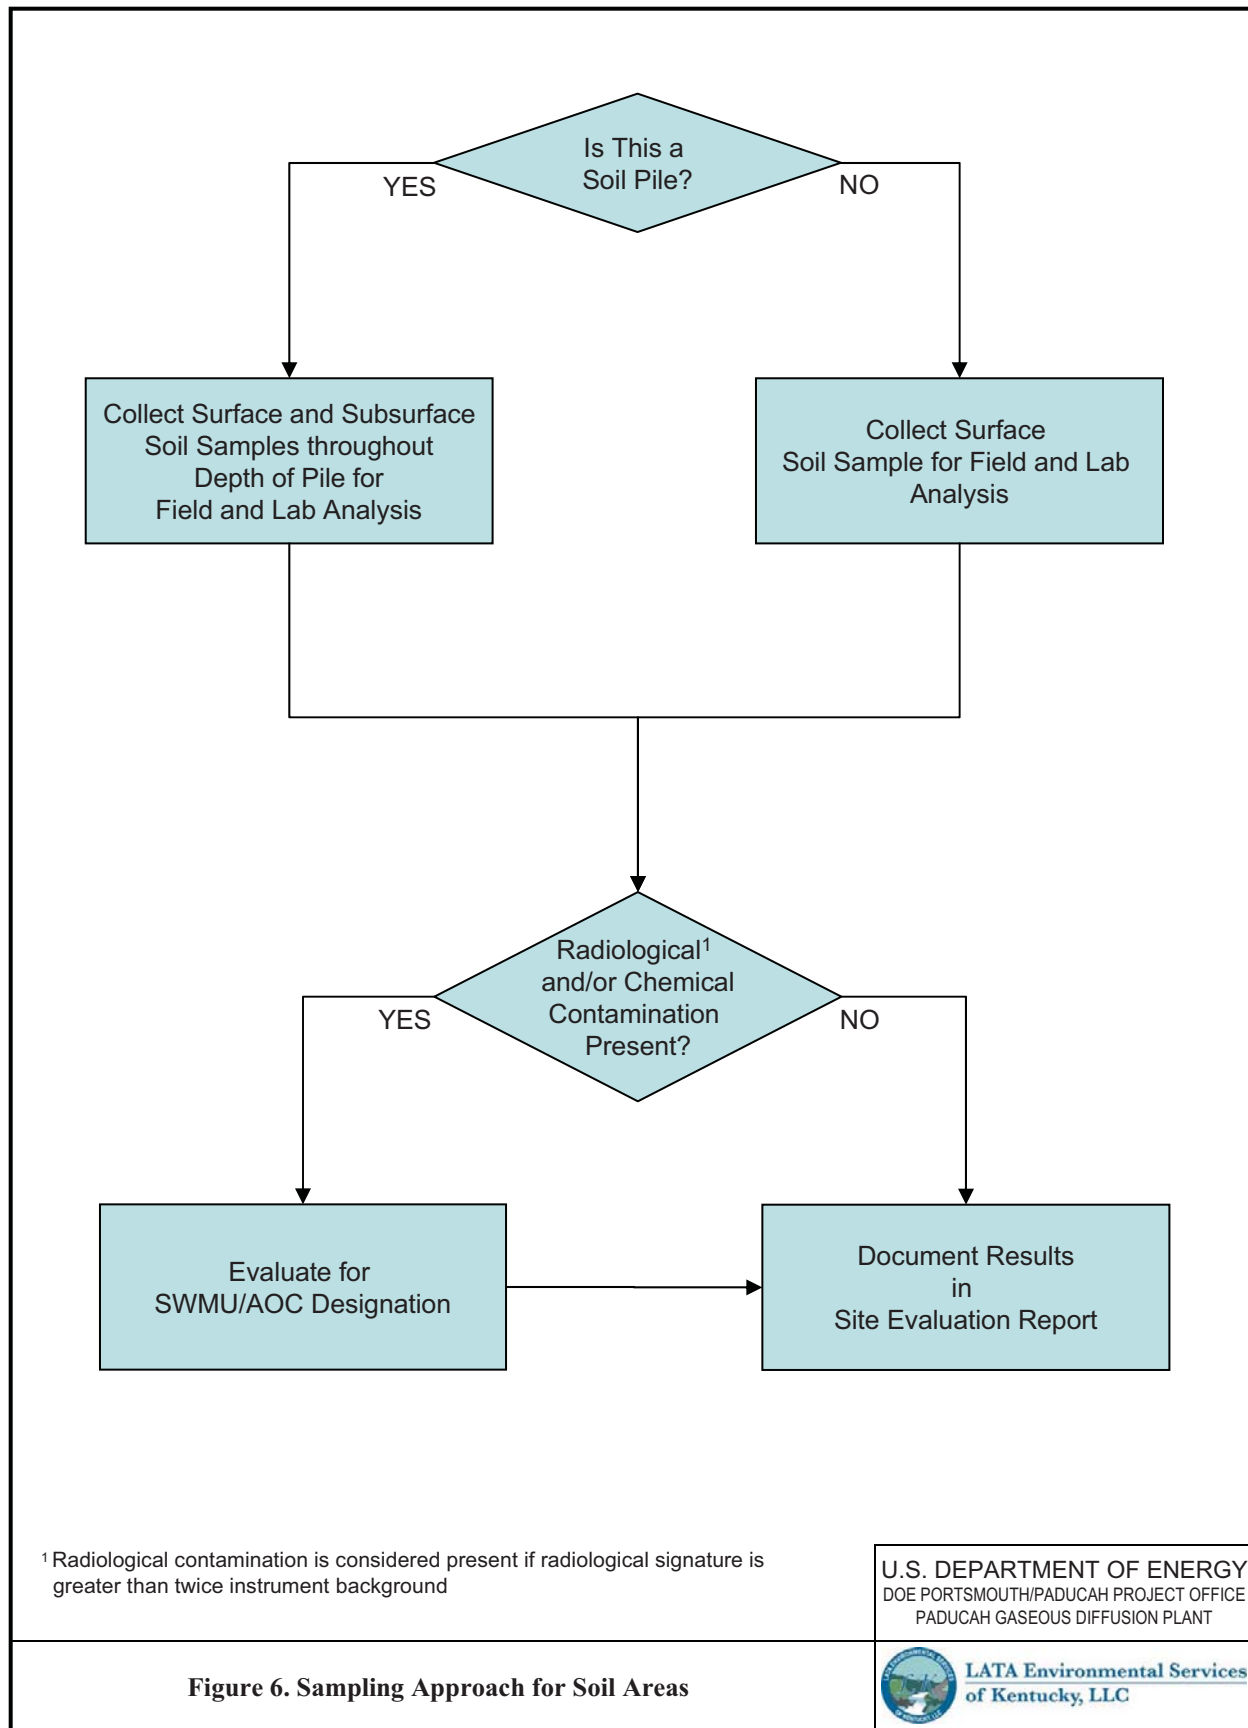 Is This a
Soil Pile?
YES
NO
Collect Surface and Subsurface
Soil Samples throughout
Depth of Pile for
Field and Lab Analysis
Collect Surface
Soil Sample for Field and Lab
Analysis
Radiological¹
and/or Chemical
Contamination
Present?
YES
NO
Evaluate for
SWMU/AOC Designation
Document Results
in
Site Evaluation Report
¹ Radiological contamination is considered present if radiological signature is
greater than twice instrument background
U.S. DEPARTMENT OF ENERGY
DOE PORTSMOUTH/PADUCAH PROJECT OFFICE
PADUCAH GASEOUS DIFFUSION PLANT
Figure 6. Sampling Approach for Soil Areas
LATA Environmental Services
of Kentucky, LLC